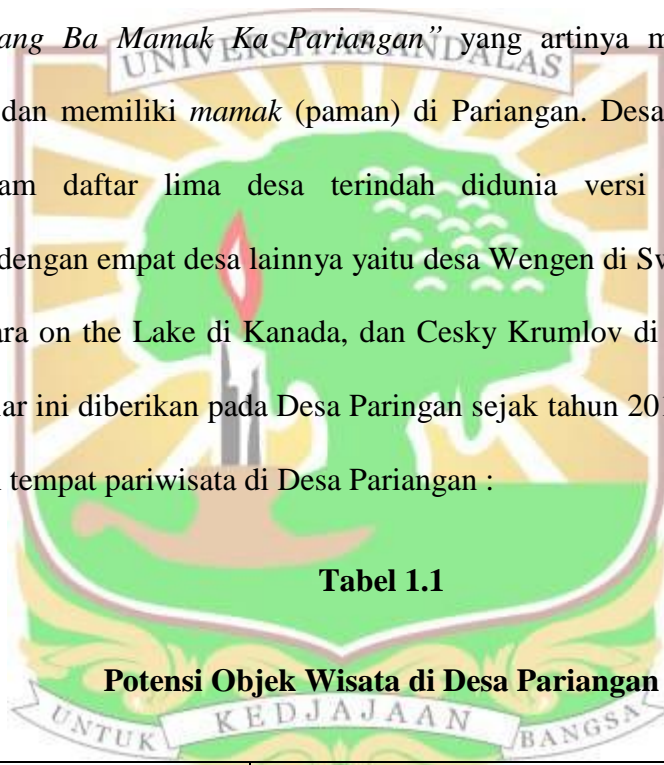 ang Ba Mamak Ka Pariangan” yang artinya m
UNIVERSITAS ANDALAS
dan memiliki mamak (paman) di Pariangan. Desa
am daftar lima desa terindah didunia versi
dengan empat desa lainnya yaitu desa Wengen di Sw
ara on the Lake di Kanada, dan Cesky Krumlov di
lar ini diberikan pada Desa Paringan sejak tahun 201
tempat pariwisata di Desa Pariangan :
Tabel 1.1
Potensi Objek Wisata di Desa Pariangan
UNTUK KEDJAJAAN BANGSA